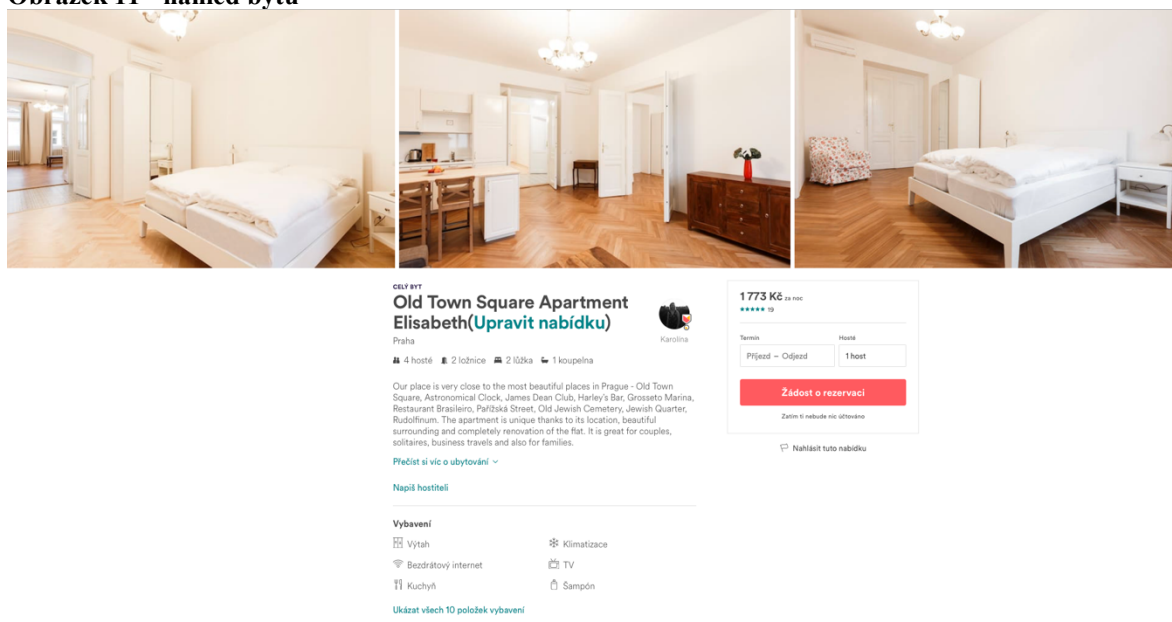 Obrázek 11 - náhled bytu
CELÝ BYT
Old Town Square Apartment
Elisabeth(Upravit nabídku)
Praha
Karolína
4 hosté 2 ložnice 2 lůžka 1 koupelna
Our place is very close to the most beautiful places in Prague - Old Town
Square, Astronomical Clock, James Dean Club, Harley's Bar, Grosseto Marina,
Restaurant Brasileiro, Pařížská Street, Old Jewish Cemetery, Jewish Quarter,
Rudolfinum. The apartment is unique thanks to its location, beautiful
surrounding and completely renovation of the flat. It is great for couples,
solitaires, business travels and also for families.
Přečíst si víc o ubytování
Napiš hostiteli
Vybavení
Výtah
Klimatizace
Bezdrátový internet
TV
Kuchyň
Šampón
Ukázat všech 10 položek vybavení
1 773 Kč za noc
19
Termín
Hosté
Příjezd – Odjezd
1 host
Žádost o rezervaci
Zatím ti nebude nic účtováno
Nahlásit tuto nabídku